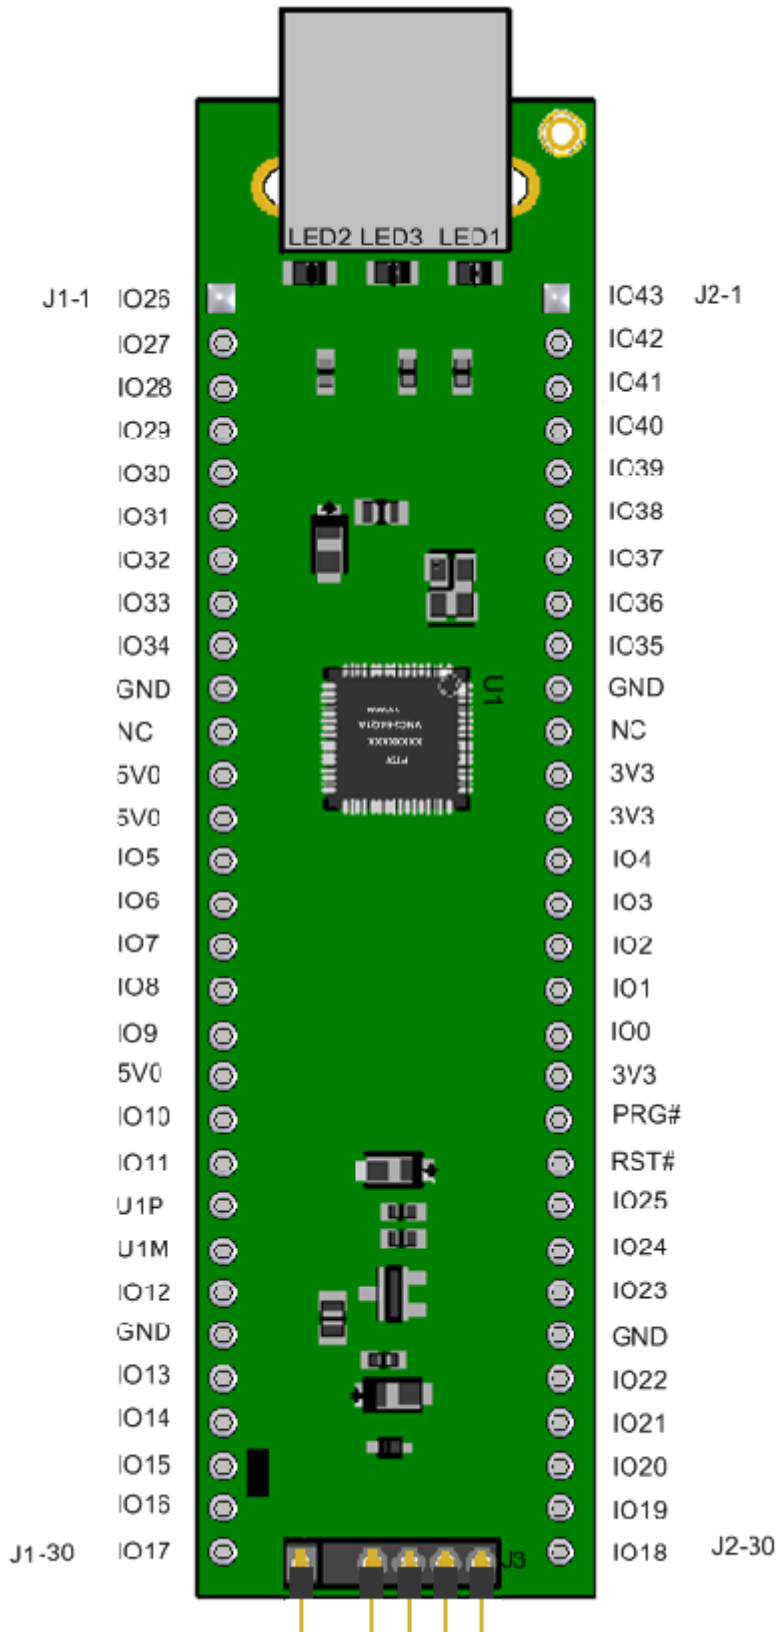 LED2 LED3 LED1
J1-1 IO26 IO43 J2-1
IO27 IO42
IO28 IO41
IO29 IO40
IO30 IO39
IO31 IO38
IO32 IO37
IO33 IO36
IO34 IO35
GND U1 GND
NC NC
5V0 3V3
5V0 3V3
IO5 IO4
IO6 IO3
IO7 IO2
IO8 IO1
IO9 IO0
5V0 3V3
IO10 PRG#
IO11 RST#
U1P IO25
U1M IO24
IO12 IO23
GND GND
IO13 IO22
IO14 IO21
IO15 IO20
IO16 IO19
J1-30 IO17 J3 IO18 J2-30